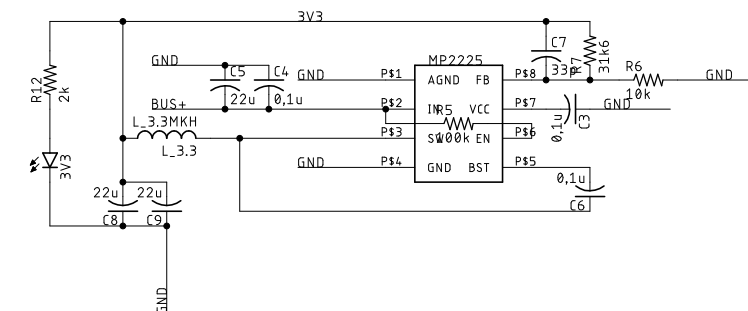 3V3
C7
33p
R7
31k6
R6
10k
GND
MP2225
GND
C5
C4
22u
0,1u
GND
P$1
AGND
FB
P$8
R12
2k
BUS+
P$2
IN
R5
100k
VCC
P$7
0,1u
C3
GND
L_3.3MKH
L_3.3
P$3
SW
EN
P$6
3V3
GND
P$4
GND
BST
P$5
0,1u
C6
22u
22u
C8
C9
GND